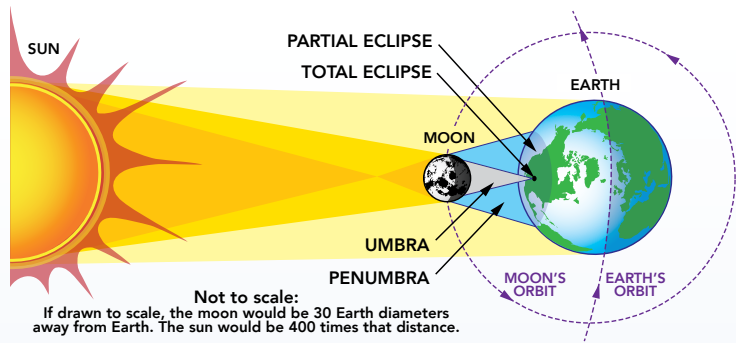 SUN
PARTIAL ECLIPSE
TOTAL ECLIPSE
EARTH
MOON
UMBRA
PENUMBRA
MOON'S
ORBIT
EARTH'S
ORBIT
Not to scale:
If drawn to scale, the moon would be 30 Earth diameters
away from Earth. The sun would be 400 times that distance.